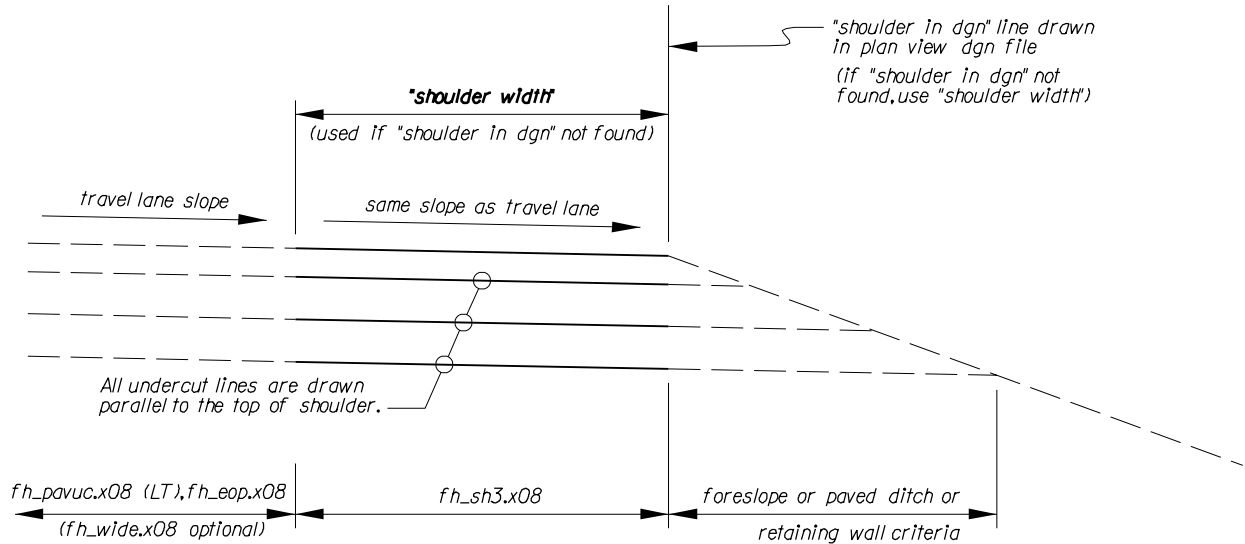 "shoulder in dgn" line drawn
in plan view dgn file
(if "shoulder in dgn" not
found, use "shoulder width")
"shoulder width"
(used if "shoulder in dgn" not found)
travel lane slope
same slope as travel lane
All undercut lines are drawn
parallel to the top of shoulder.
fh_pavuc.x08 (LT), fh_eop.x08
(fh_wide.x08 optional)
fh_sh3.x08
foreslope or paved ditch or
retaining wall criteria